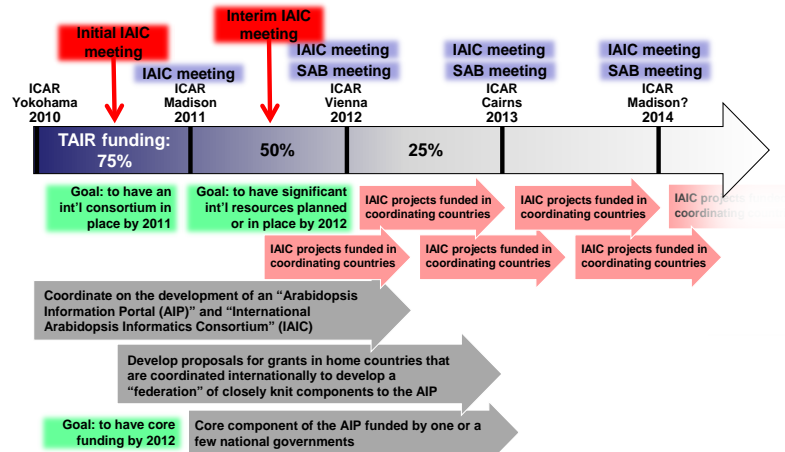 Initial IAIC
meeting
Interim IAIC
meeting
IAIC meeting
IAIC meeting
SAB meeting
IAIC meeting
SAB meeting
IAIC meeting
SAB meeting
ICAR
Yokohama
2010
ICAR
Madison
2011
ICAR
Vienna
2012
ICAR
Cairns
2013
ICAR
Madison?
2014
TAIR funding:
75%
50%
25%
Goal: to have an
int'l consortium in
place by 2011
Goal: to have significant
int'l resources planned
or in place by 2012
IAIC projects funded in
coordinating countries
IAIC projects funded in
coordinating countries
IAIC projects
coordinating
IAIC projects funded in
coordinating countries
IAIC projects funded in
coordinating countries
IAIC projects funded in
coordinating countries
Coordinate on the development of an “Arabidopsis
Information Portal (AIP)” and “International
Arabidopsis Informatics Consortium” (IAIC)
Develop proposals for grants in home countries that
are coordinated internationally to develop a
“federation” of closely knit components to the AIP
Goal: to have core
funding by 2012
Core component of the AIP funded by one or a
few national governments